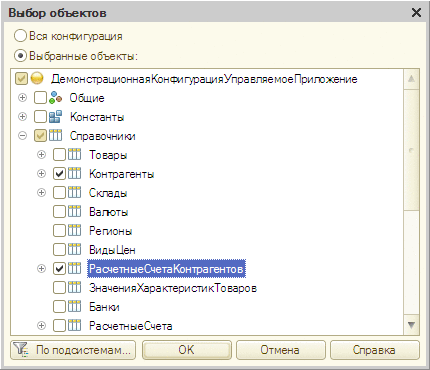 Выбор объектов
Вся конфигурация
Выбранные объекты:
ДемонстрационнаяКонфигурацияУправляемоеПриложение
Общие
Константы
Справочники
Товары
Контрагенты
Склады
Валюты
Регионы
ВидыЦен
РасчетныеСчетаКонтрагентов
ЗначенияХарактеристикТоваров
Банки
РасчетныеСчета
По подсистемам... ОК Отмена Справка